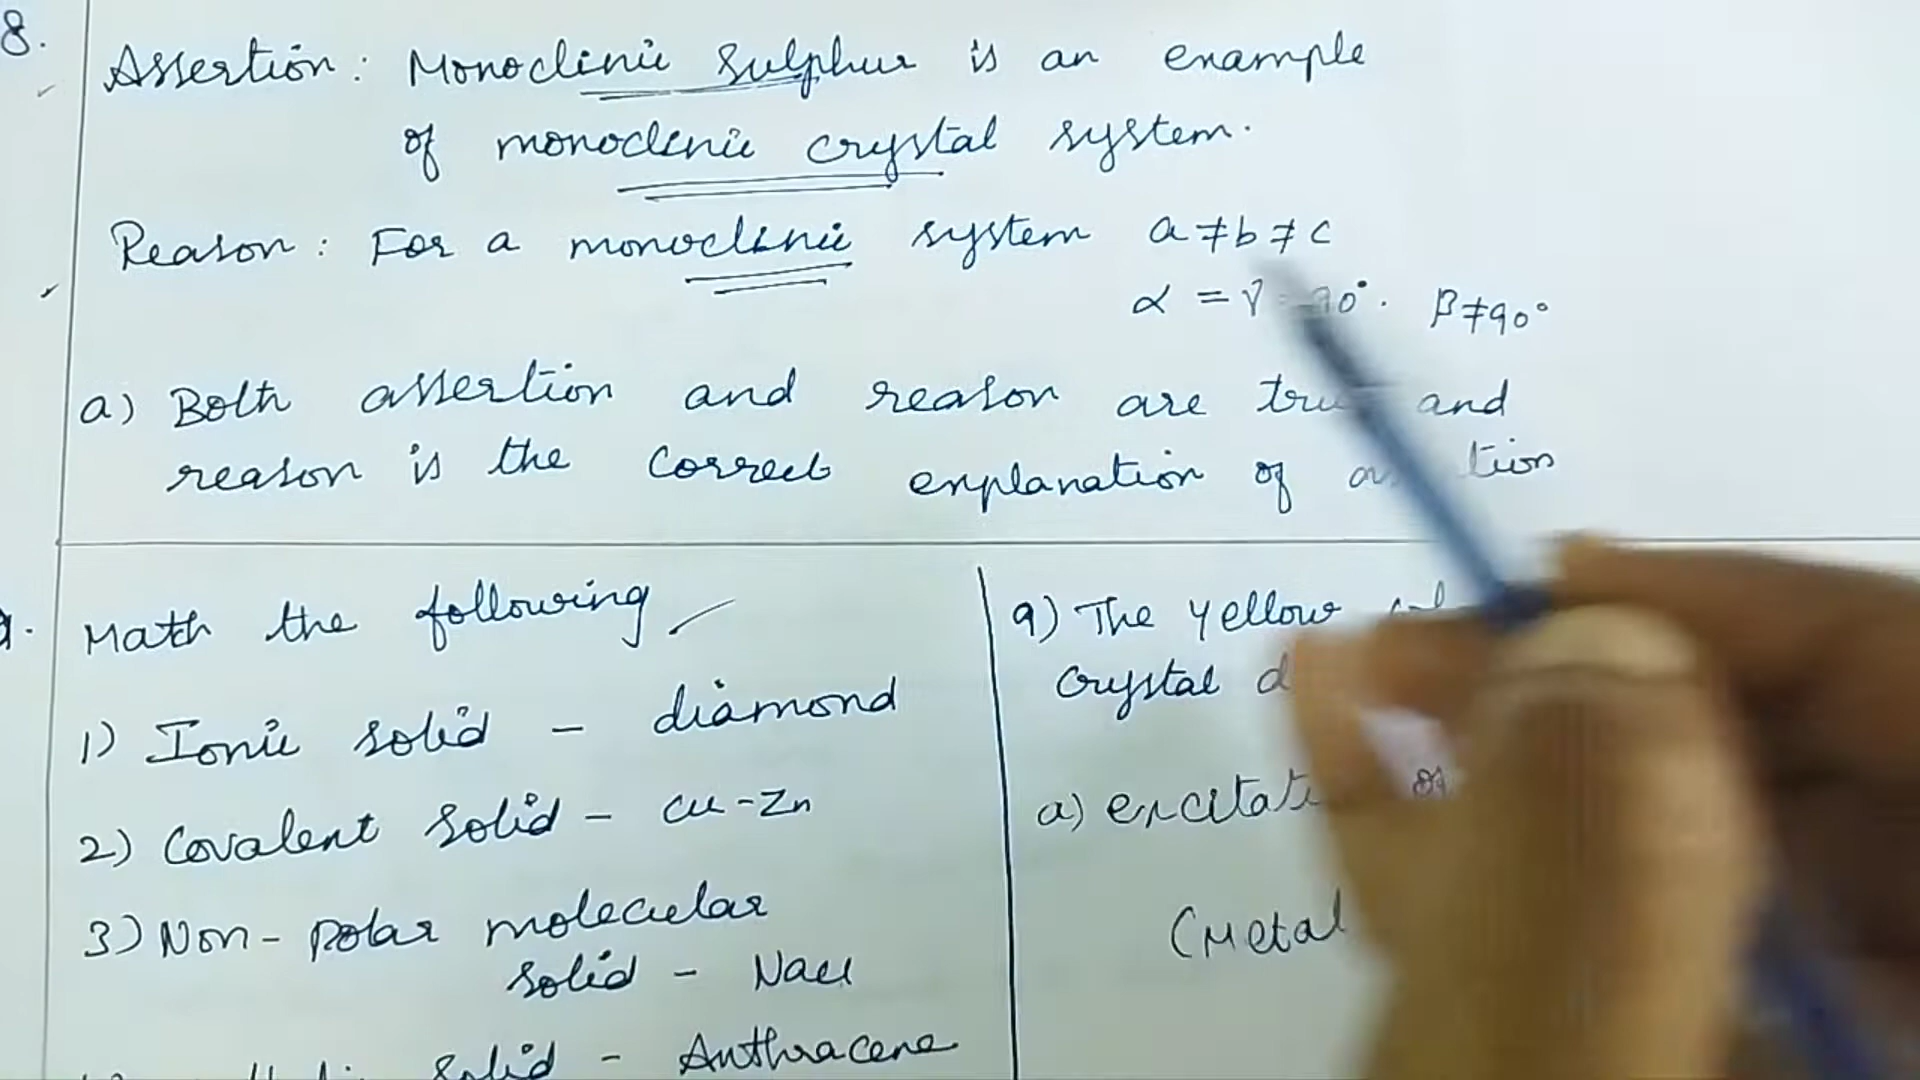 8.
Assertion: Monoclinic Sulphur is an example
of monoclinic crystal system.
Reason: For a monoclinic system a ≠ b ≠ c
α = γ = 90°. β ≠ 90°
a) Both assertion and reason are true and
reason is the correct explanation of
Math the following
1) Ionic solid - diamond
2) Covalent solid - Cu-Zn
3) Non-polar molecular
solid - NaCl
solid - Anthracene
9) The yellow
crystal
a)
(Metal